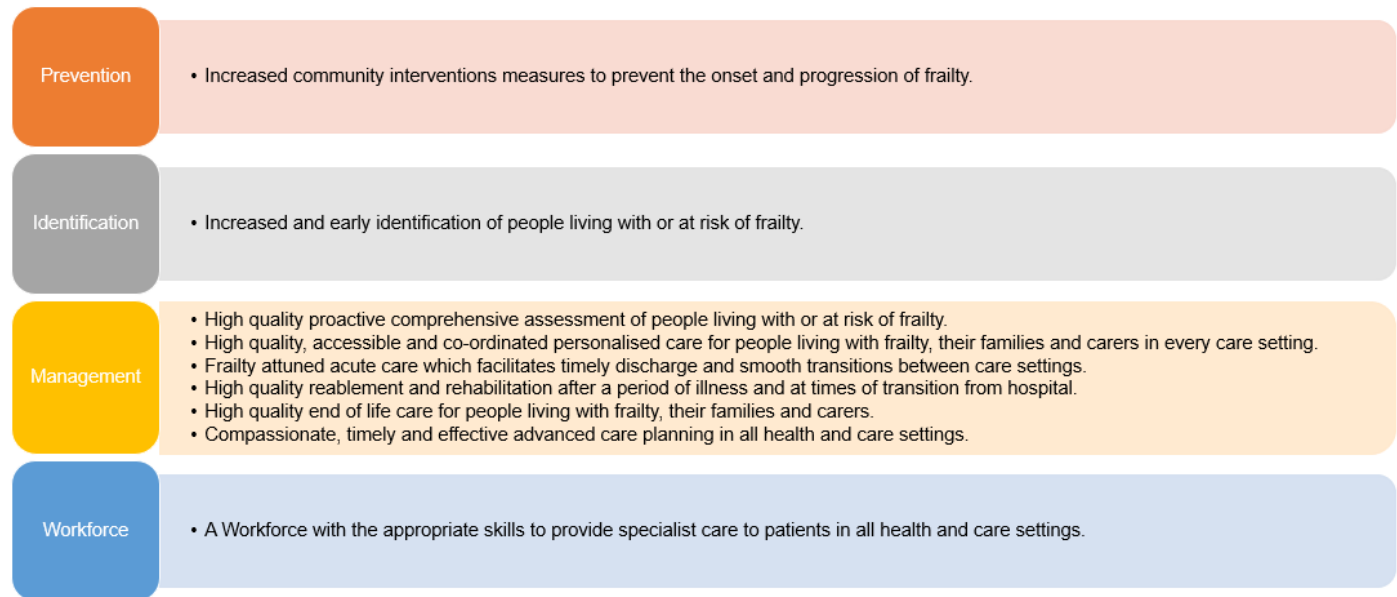 Prevention
• Increased community interventions measures to prevent the onset and progression of frailty.
Identification
• Increased and early identification of people living with or at risk of frailty.
Management
• High quality proactive comprehensive assessment of people living with or at risk of frailty.
• High quality, accessible and co-ordinated personalised care for people living with frailty, their families and carers in every care setting.
• Frailty attuned acute care which facilitates timely discharge and smooth transitions between care settings.
• High quality reablement and rehabilitation after a period of illness and at times of transition from hospital.
• High quality end of life care for people living with frailty, their families and carers.
• Compassionate, timely and effective advanced care planning in all health and care settings.
Workforce
• A Workforce with the appropriate skills to provide specialist care to patients in all health and care settings.